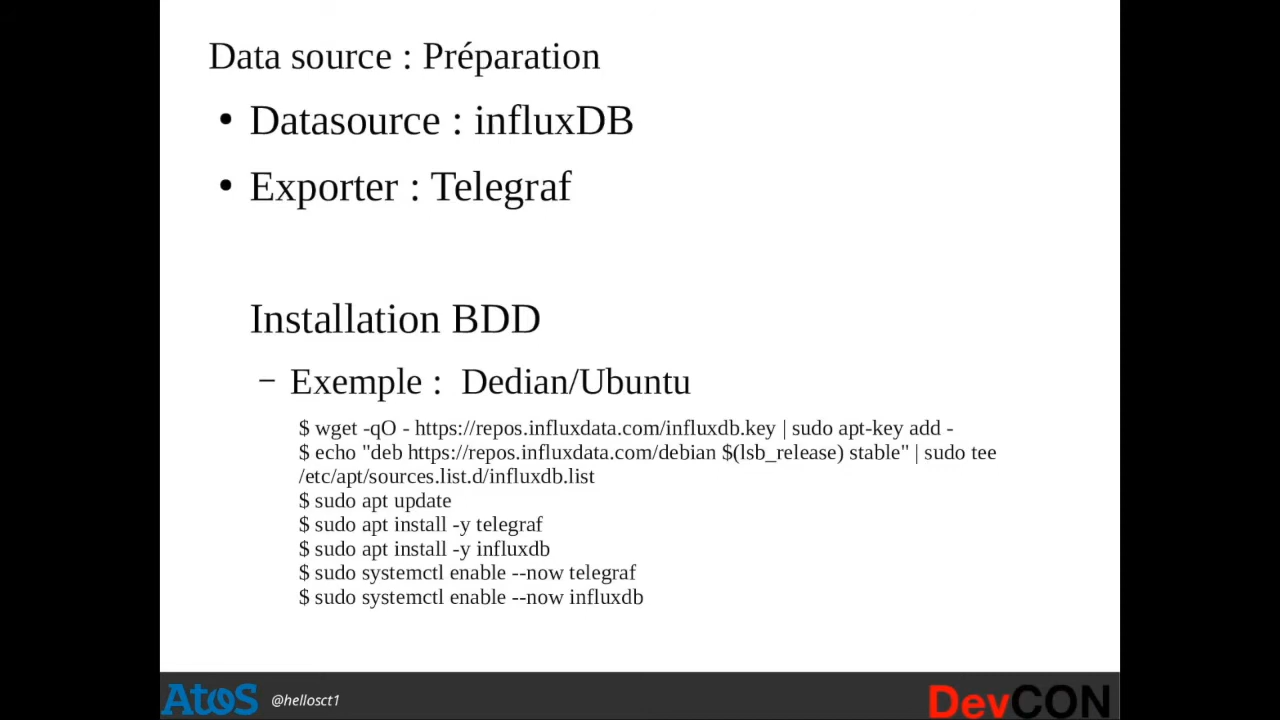 Data source : Préparation
• Datasource : influxDB
• Exporter : Telegraf
Installation BDD
– Exemple :  Dedian/Ubuntu
$ wget -qO - https://repos.influxdata.com/influxdb.key | sudo apt-key add -
$ echo "deb https://repos.influxdata.com/debian $(lsb_release) stable" | sudo tee
/etc/apt/sources.list.d/influxdb.list
$ sudo apt update
$ sudo apt install -y telegraf
$ sudo apt install -y influxdb
$ sudo systemctl enable --now telegraf
$ sudo systemctl enable --now influxdb
Atos @hellosct1 DevCON